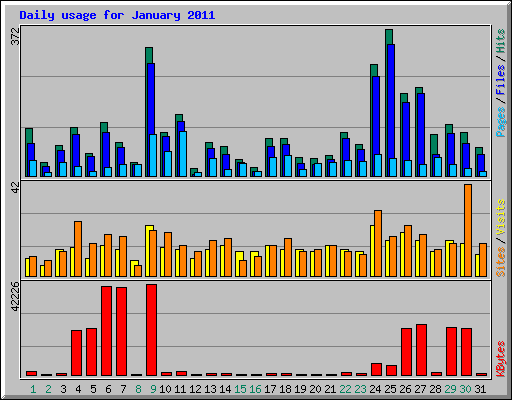 Daily usage for January 2011
372
Pages / Files / Hits
42
Sites / Visits
42226
KBytes
1 2 3 4 5 6 7 8 9 10 11 12 13 14 15 16 17 18 19 20 21 22 23 24 25 26 27 28 29 30 31